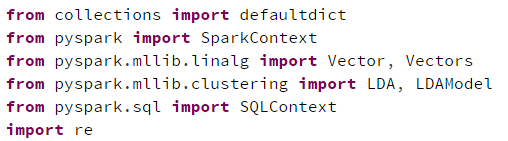 from collections import defaultdict
from pyspark import SparkContext
from pyspark.mllib.linalg import Vector, Vectors
from pyspark.mllib.clustering import LDA, LDAModel
from pyspark.sql import SQLContext
import re